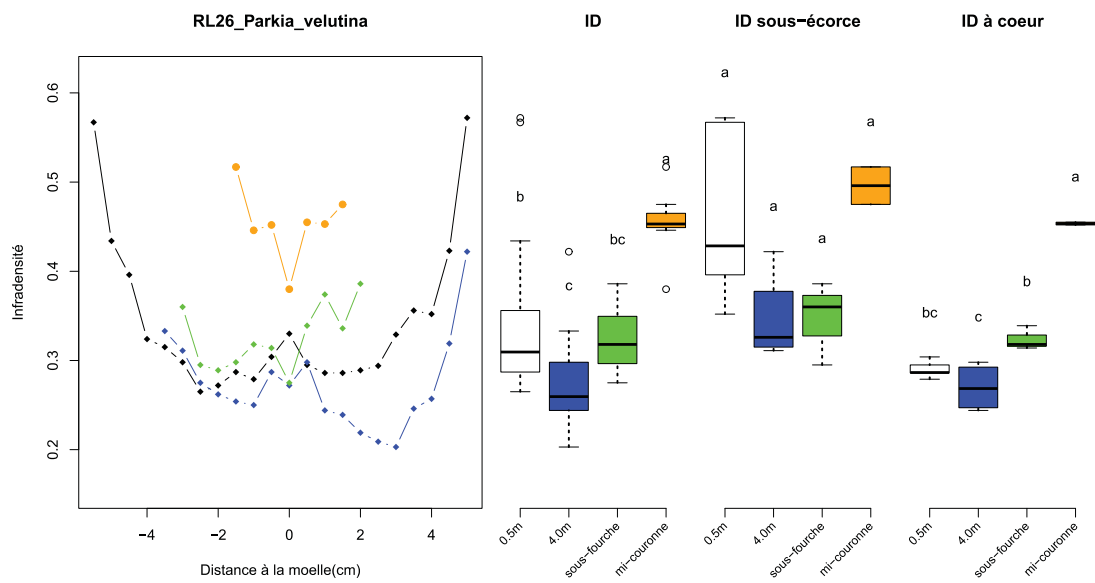 RL26_Parkia_velutina
ID
ID sous−écorce
ID à coeur
0.6
0.5
0.4
0.3
0.2
Infradensité
−4
−2
0
2
4
Distance à la moelle(cm)
b
c
bc
a
0.5m
4.0m
sous−fourche
mi−couronne
a
a
a
a
0.5m
4.0m
sous−fourche
mi−couronne
bc
c
b
a
0.5m
4.0m
sous−fourche
mi−couronne